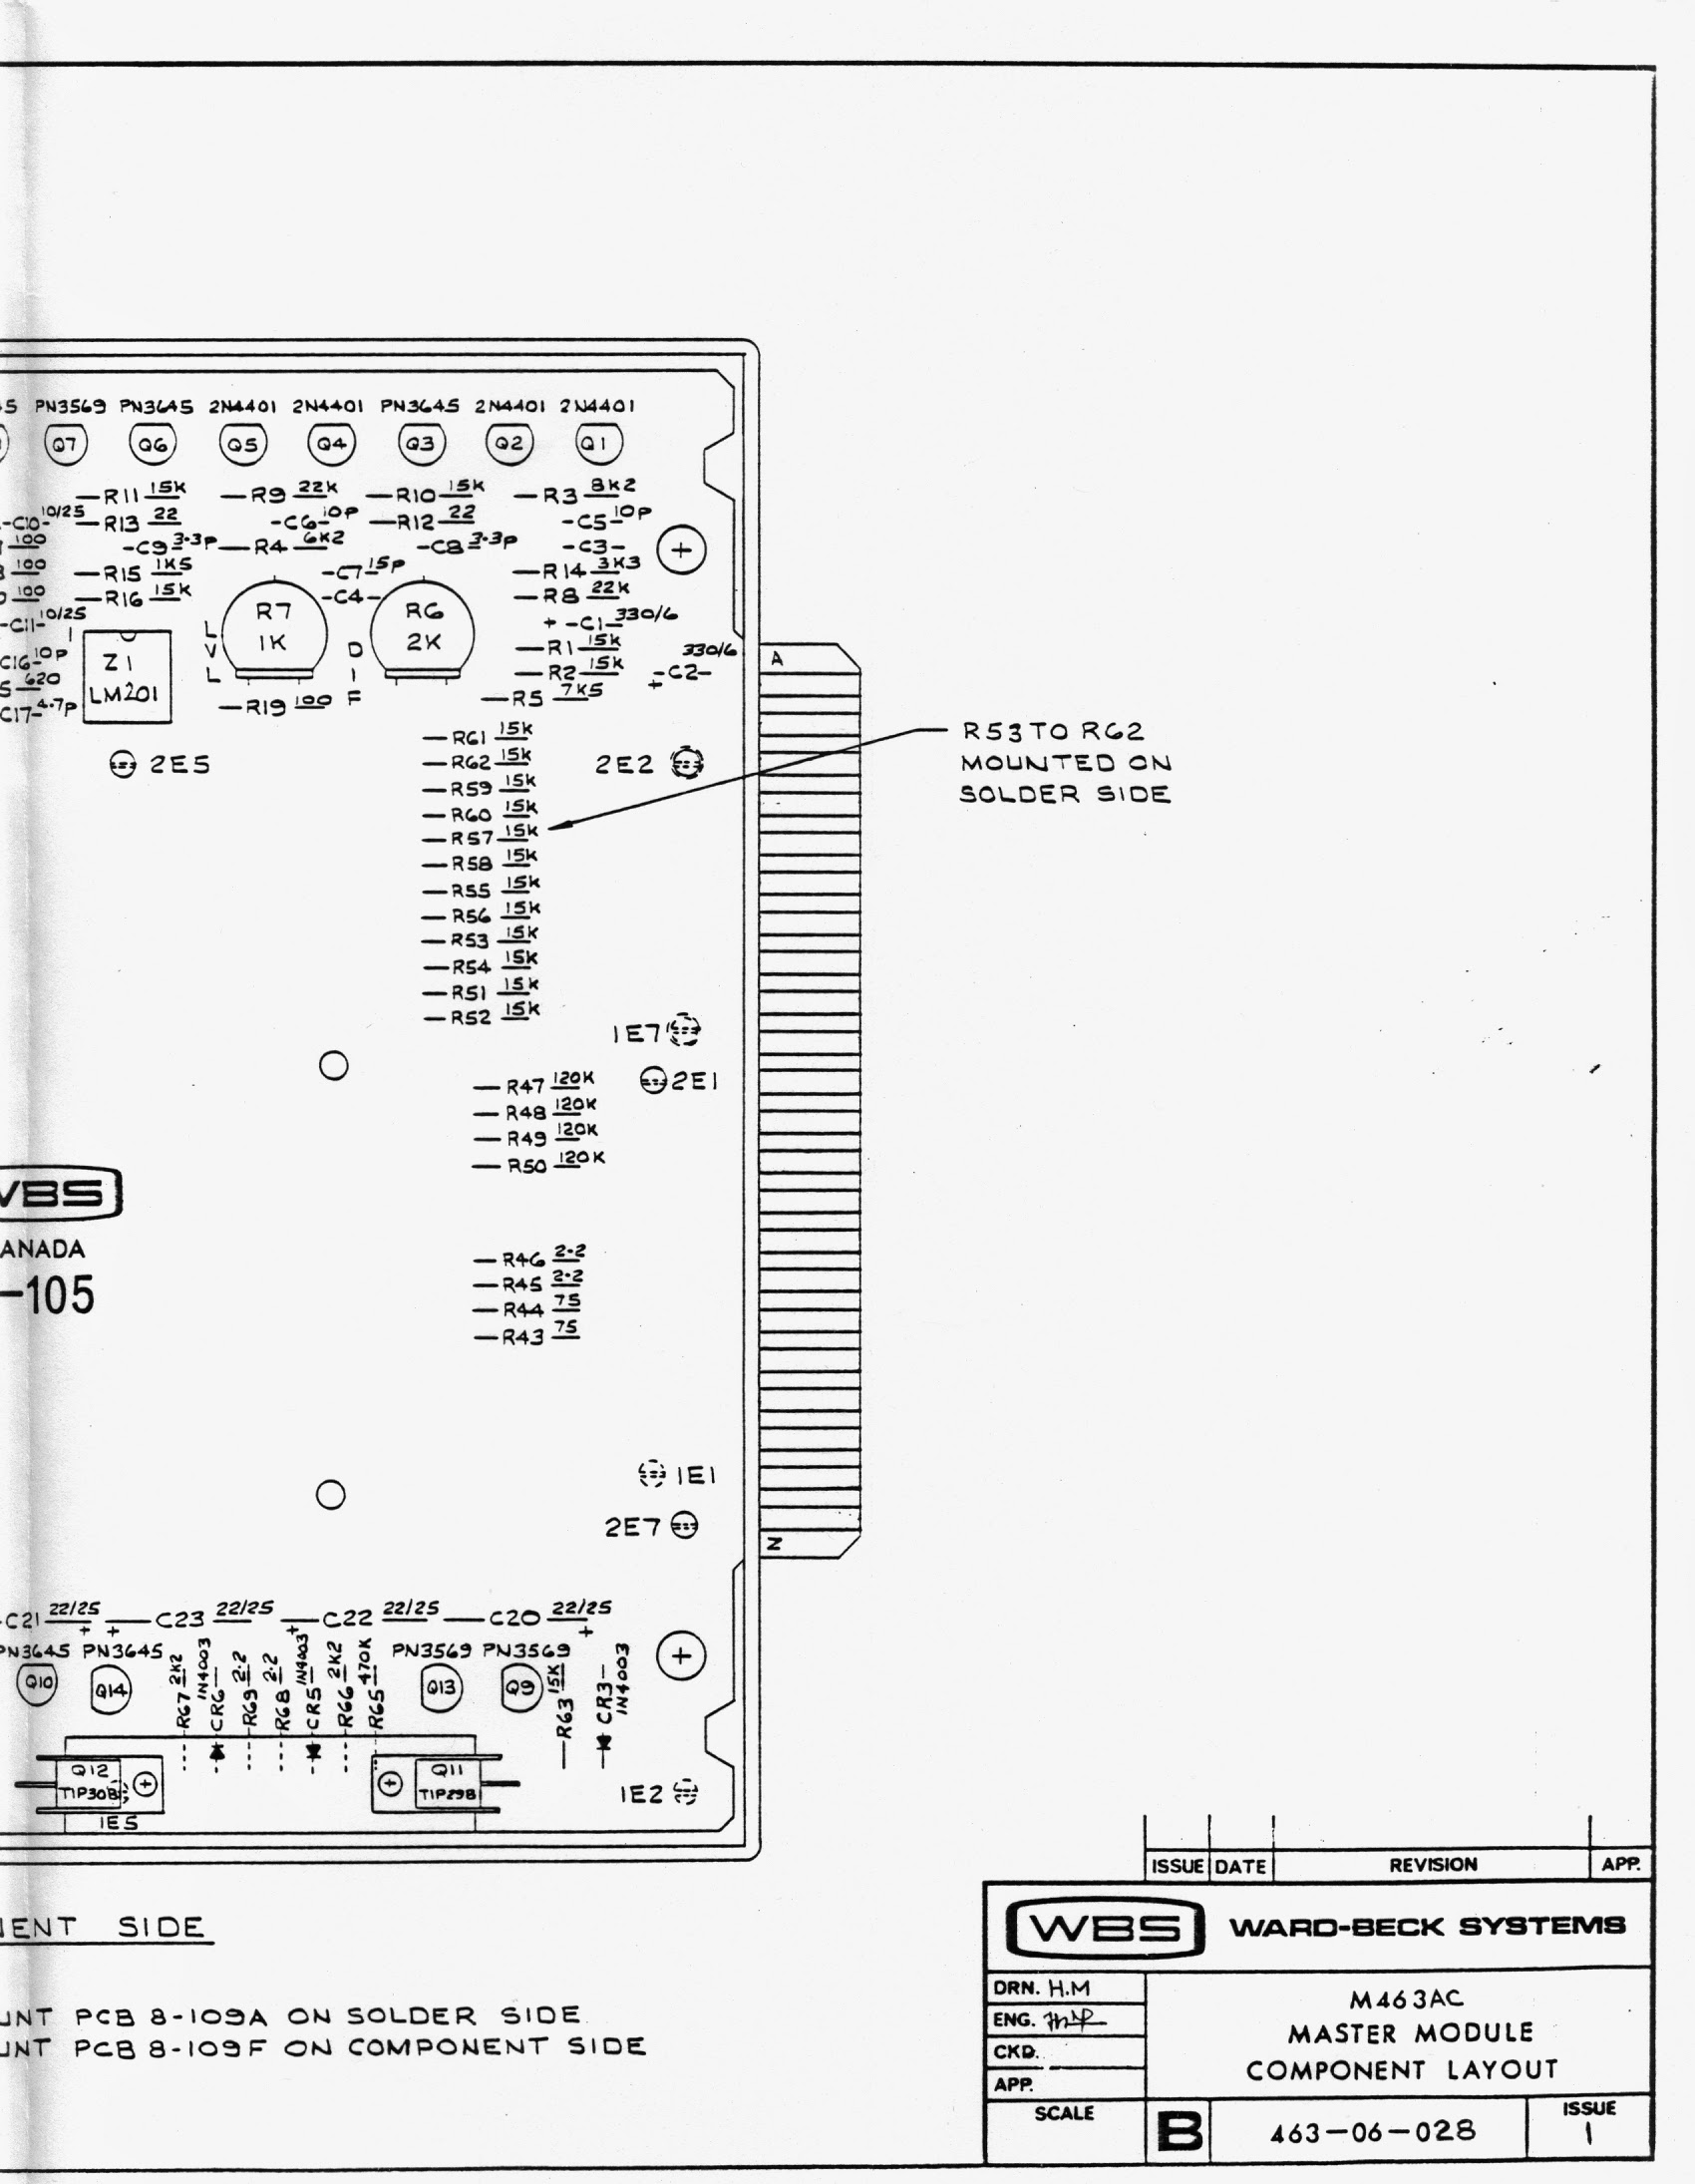 PN3569 PN3645 2N4401 2N4401 PN3645 2N4401 2N4401
Q7 Q6 Q5 Q4 Q3 Q2 Q1
R11 15K R9 22K R10 15K R3 8K2
C10 10/25 R13 22 C6 10P R12 22 C5 10P
100 C9 3.3P R4 6K2 C8 3.3P C3
100 R15 1K5 C7 15P R14 3K3
100 R16 15K C4 R8 22K
C11 10/25 + C1 330/6
R7 1K
R6 2K
LVL
DIF
R1 15K
330/6
R2 15K + C2
C16 10P
620
C17 4.7P
1
Z1
LM201
R19 100 R5 7K5
R61 15K
R62 15K
R59 15K
R60 15K
R57 15K
R58 15K
R55 15K
R56 15K
R53 15K
R54 15K
R51 15K
R52 15K
2E5
2E2
A
R53 TO R62
MOUNTED ON
SOLDER SIDE
1E7
2E1
R47 120K
R48 120K
R49 120K
R50 120K
WBS
ANADA
-105
R46 2.2
R45 2.2
R44 75
R43 75
1E1
2E7
Z
C21 22/25 + + C23 22/25 + C22 22/25 C20 22/25 +
PN3645 PN3645 PN3569 PN3569
Q10 Q14 Q13 Q9
R67 2K2
CR6 1N4003
R69 2.2
R68 2.2
CR5 1N4003
R66 2K2
R65 470K
R63 15K
CR3 1N4003
Q12
TIP30B
1E5
Q11
TIP29B
1E2
ENT SIDE
UNT PCB 8-109A ON SOLDER SIDE
UNT PCB 8-109F ON COMPONENT SIDE
ISSUE DATE REVISION APP.
WBS WARD-BECK SYSTEMS
DRN. H.M
ENG.
CKD.
APP.
M463AC
MASTER MODULE
COMPONENT LAYOUT
SCALE
B
463-06-028
ISSUE
1